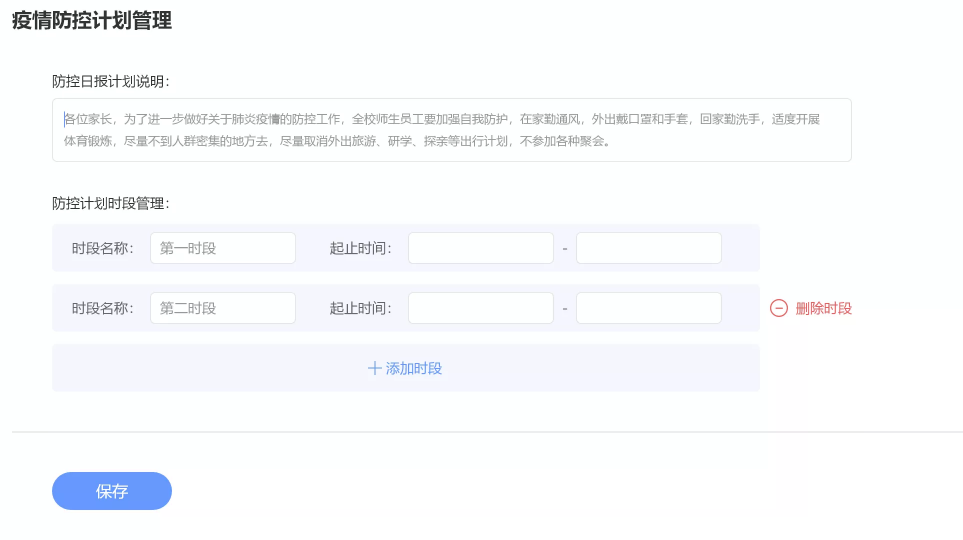 疫情防控计划管理
防控日报计划说明：
各位家长，为了进一步做好关于肺炎疫情的防控工作，全校师生员工要加强自我防护，在家勤通风，外出戴口罩和手套，回家勤洗手，适度开展
体育锻炼，尽量不到人群密集的地方去，尽量取消外出旅游、研学、探亲等出行计划，不参加各种聚会。
防控计划时段管理：
时段名称： 第一时段 起止时间： -
时段名称： 第二时段 起止时间： - 删除时段
添加时段
保存